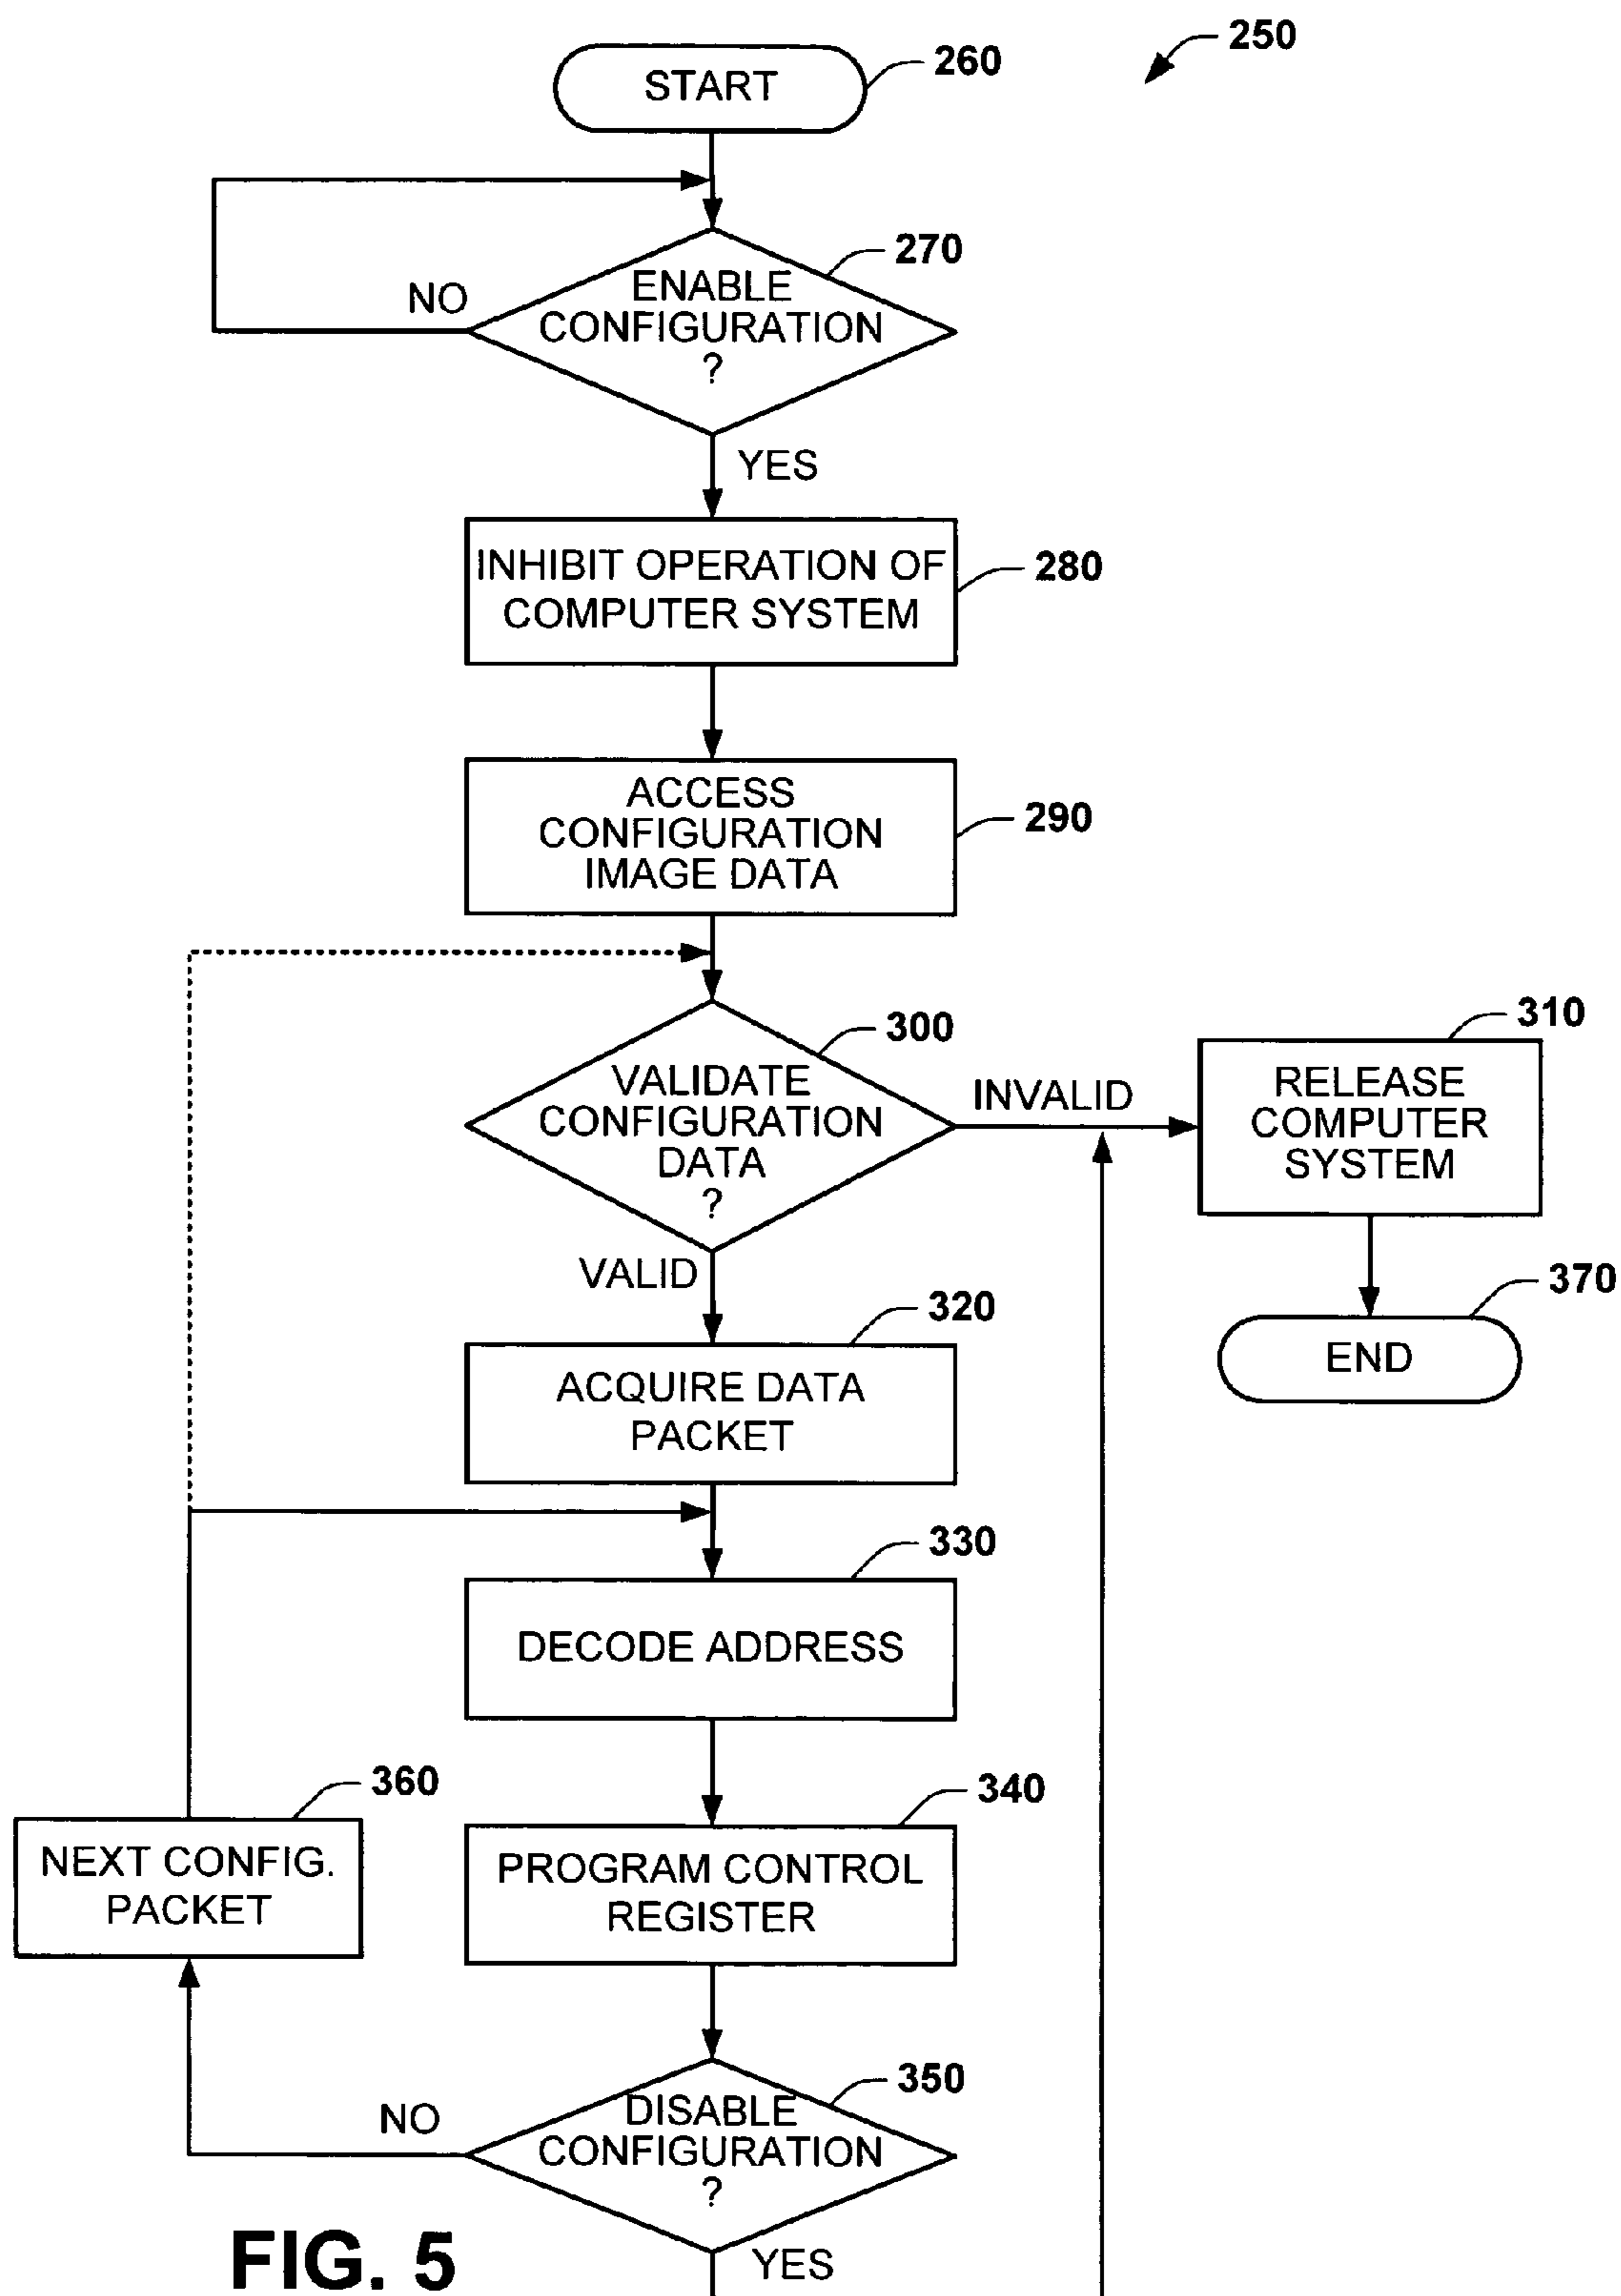 250
START
260
270
ENABLE
CONFIGURATION
?
NO
YES
INHIBIT OPERATION OF
COMPUTER SYSTEM
280
ACCESS
CONFIGURATION
IMAGE DATA
290
300
VALIDATE
CONFIGURATION
DATA
?
INVALID
310
RELEASE
COMPUTER
SYSTEM
VALID
370
END
320
ACQUIRE DATA
PACKET
330
DECODE ADDRESS
340
PROGRAM CONTROL
REGISTER
360
NEXT CONFIG.
PACKET
350
DISABLE
CONFIGURATION
?
NO
YES
FIG. 5